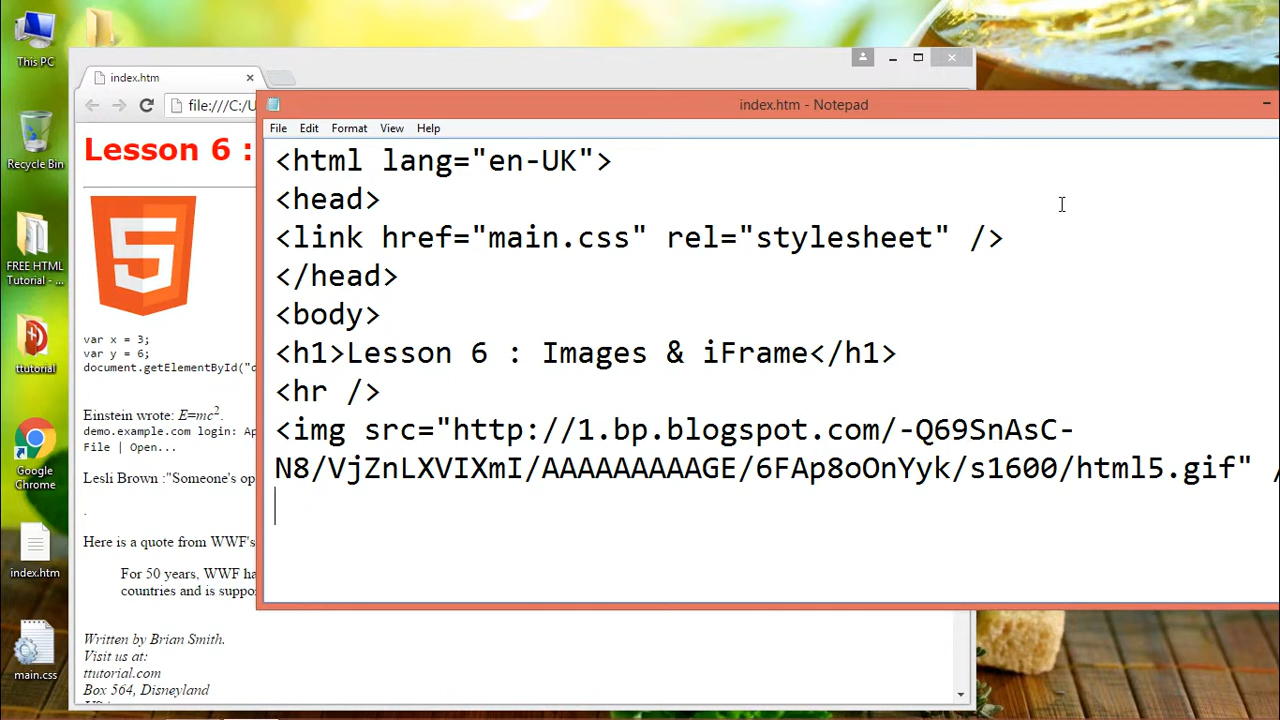 This PC
Recycle Bin
FREE HTML
Tutorial - ...
ttutorial
Google
Chrome
index.htm
main.css
index.htm
file:///C:/U
Lesson 6 :
5
var x = 3;
var y = 6;
document.getElementById("d
Einstein wrote: E=mc2.
demo.example.com login: Ap
File | Open...
Lesli Brown :"Someone's op
.
Here is a quote from WWF's
For 50 years, WWF ha
countries and is suppo
Written by Brian Smith.
Visit us at:
ttutorial.com
Box 564, Disneyland
index.htm - Notepad
File Edit Format View Help
<html lang="en-UK">
<head>
<link href="main.css" rel="stylesheet" />
</head>
<body>
<h1>Lesson 6 : Images & iFrame</h1>
<hr />
<img src="http://1.bp.blogspot.com/-Q69SnAsC-
N8/VjZnLXVIXmI/AAAAAAAAAGE/6FAp8oOnYyk/s1600/html5.gif" /